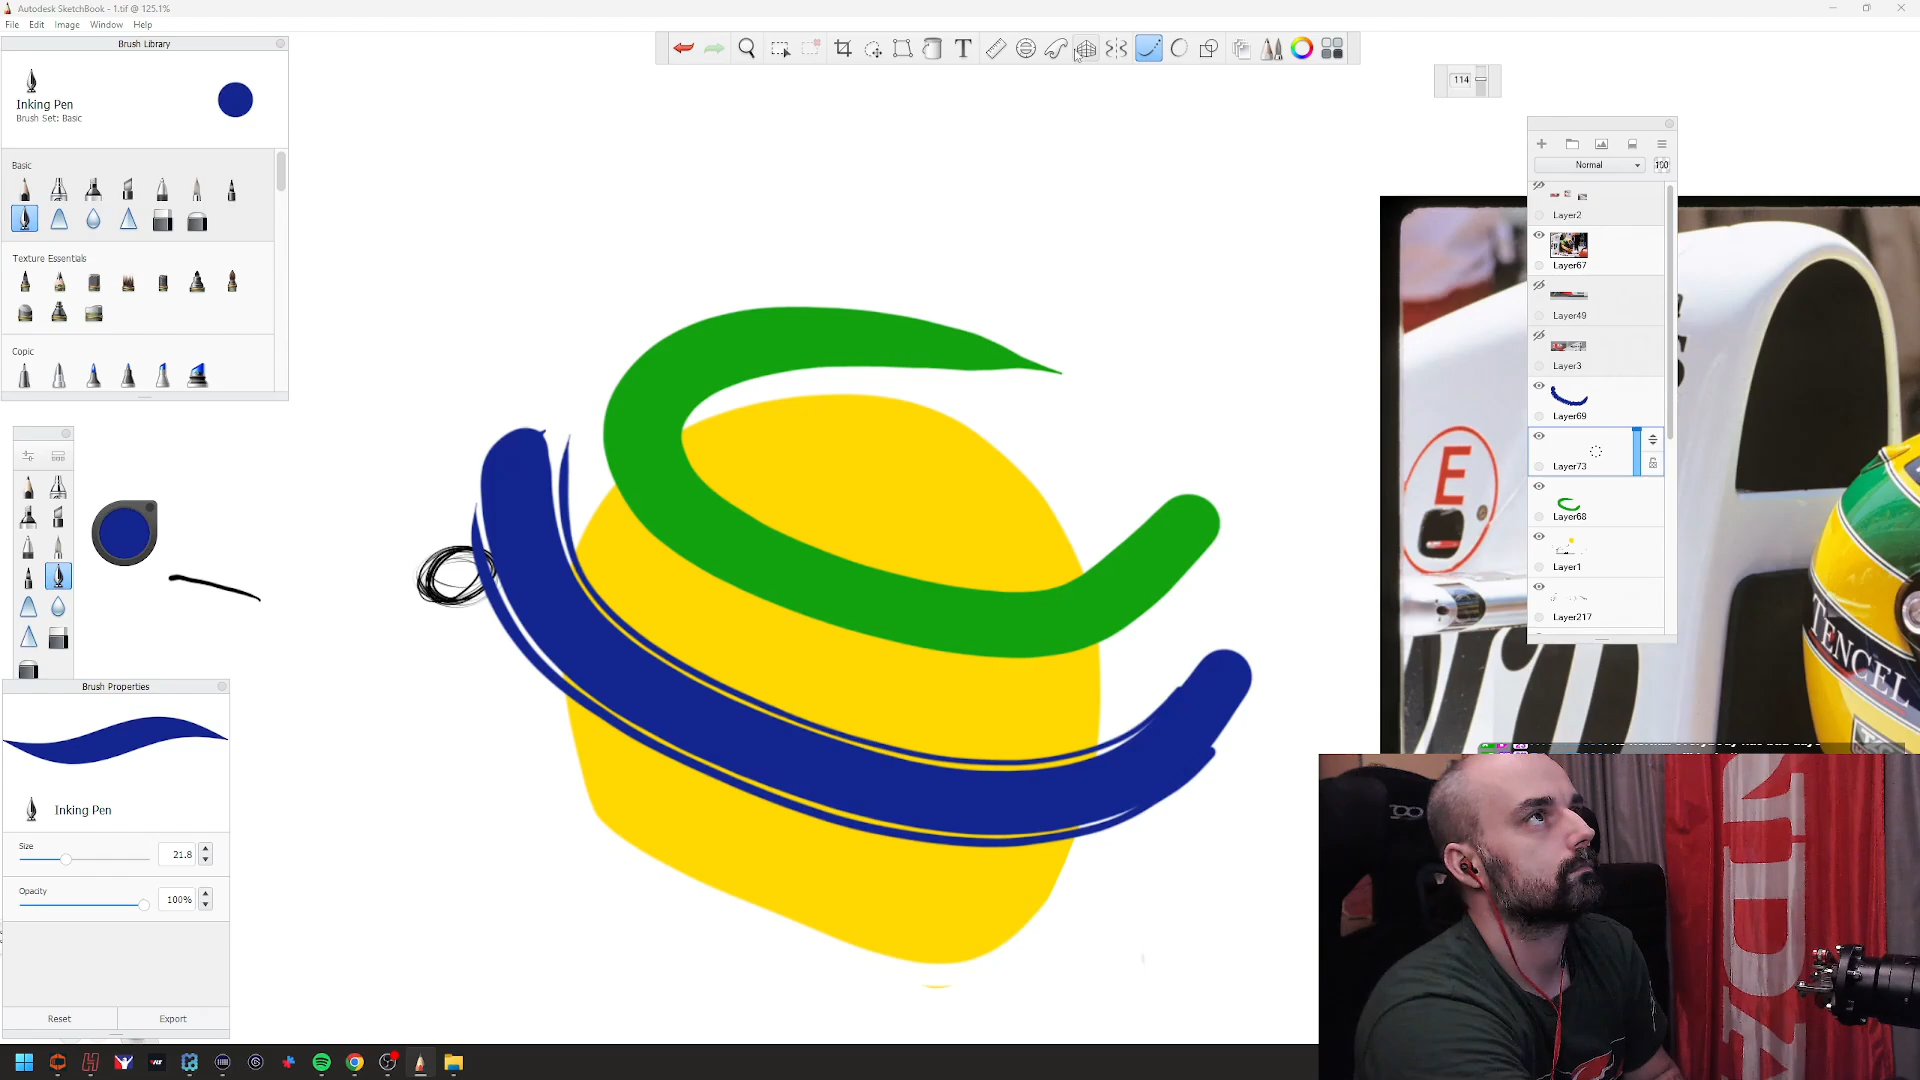 Autodesk SketchBook - 1.tif @ 125.1%
File Edit Image Window Help
Brush Library
Inking Pen
Brush Set: Basic
Basic
Texture Essentials
Copic
T
114
Normal
100
Layer2
Layer67
Layer49
Layer3
Layer69
Layer73
Layer68
Layer1
Layer217
E
TENCEL
Brush Properties
Inking Pen
Size
21.8
Opacity
100%
Reset
Export